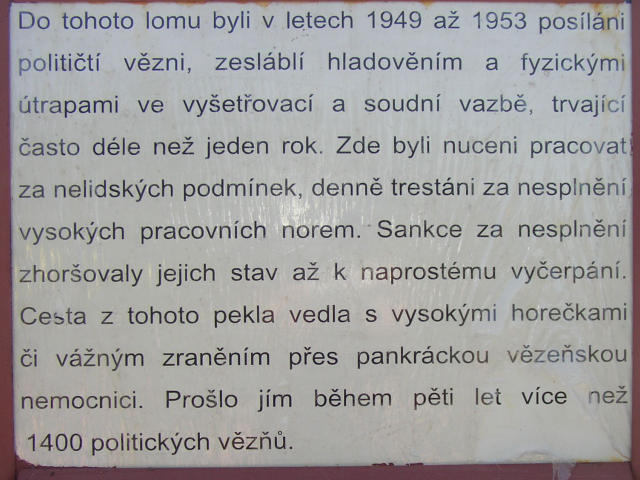 Do tohoto lomu byli v letech 1949 až 1953 posíláni
političtí vězni, zesláblí hladověním a fyzickými
útrapami ve vyšetřovací a soudní vazbě, trvající
často déle než jeden rok. Zde byli nuceni pracovat
za nelidských podmínek, denně trestáni za nesplnění
vysokých pracovních norem. Sankce za nesplnění
zhoršovaly jejich stav až k naprostému vyčerpání.
Cesta z tohoto pekla vedla s vysokými horečkami
či vážným zraněním přes pankráckou vězeňskou
nemocnici. Prošlo jím během pěti let více než
1400 politických vězňů.